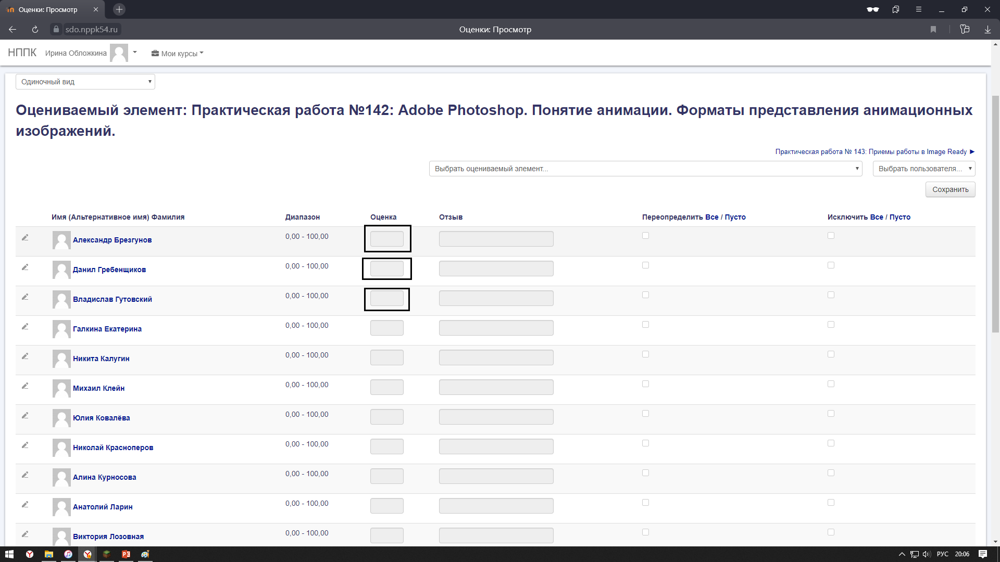 Оценки: Просмотр
sdo.nppk54.ru
Оценки: Просмотр
НППК Ирина Обложкина Мои курсы
Одиночный вид
Оцениваемый элемент: Практическая работа №142: Adobe Photoshop. Понятие анимации. Форматы представления анимационных
изображений.
Практическая работа № 143: Приемы работы в Image Ready ►
Выбрать оцениваемый элемент... Выбрать пользователя...
Сохранить
Имя (Альтернативное имя) Фамилия Диапазон Оценка Отзыв Переопределить Все / Пусто Исключить Все / Пусто
Александр Брезгунов 0,00 - 100,00
Данил Гребенщиков 0,00 - 100,00
Владислав Гутовский 0,00 - 100,00
Галкина Екатерина 0,00 - 100,00
Никита Калугин 0,00 - 100,00
Михаил Клейн 0,00 - 100,00
Юлия Ковалёва 0,00 - 100,00
Николай Красноперов 0,00 - 100,00
Алина Курносова 0,00 - 100,00
Анатолий Ларин 0,00 - 100,00
Виктория Лозовная 0,00 - 100,00
РУС 20:06